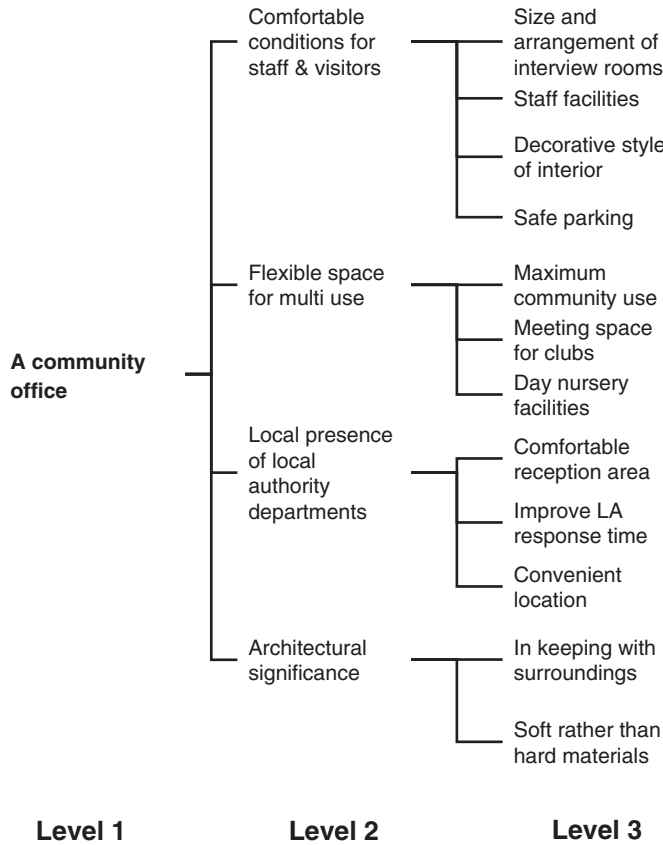 Comfortable
conditions for
staff & visitors
Size and
arrangement of
interview rooms
Staff facilities
Decorative style
of interior
Safe parking
Flexible space
for multi use
Maximum
community use
Meeting space
for clubs
Day nursery
facilities
A community
office
Local presence
of local
authority
departments
Comfortable
reception area
Improve LA
response time
Convenient
location
Architectural
significance
In keeping with
surroundings
Soft rather than
hard materials
Level 1
Level 2
Level 3